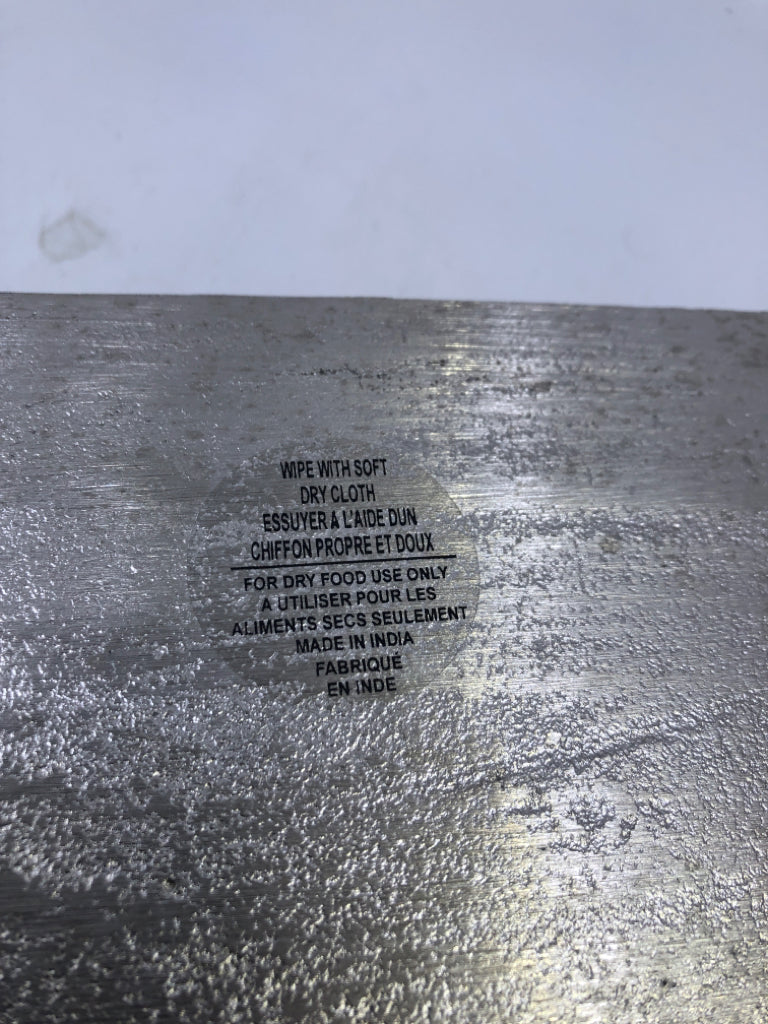 WIPE WITH SOFT
DRY CLOTH
ESSUYER A L'AIDE DUN
CHIFFON PROPRE ET DOUX
FOR DRY FOOD USE ONLY
A UTILISER POUR LES
ALIMENTS SECS SEULEMENT
MADE IN INDIA
FABRIQUÉ
EN INDE